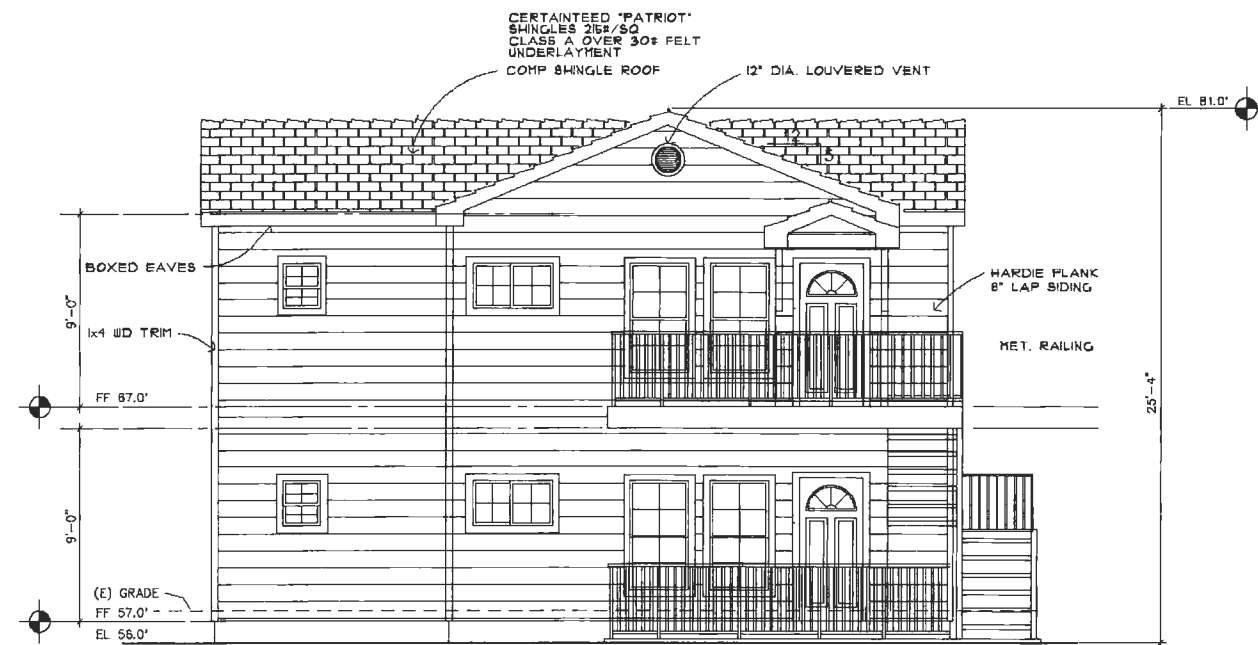 CERTAINTEED "PATRIOT"
SHINGLES 215#/SQ
CLASS A OVER 30# FELT
UNDERLAYMENT
COMP SHINGLE ROOF
12" DIA. LOUVERED VENT
EL 81.0'
12
5
BOXED EAVES
HARDIE PLANK
8" LAP SIDING
9'-0"
1x4 WD TRIM
MET. RAILING
25'-4"
FF 67.0'
9'-0"
(E) GRADE
FF 57.0'
EL 56.0'